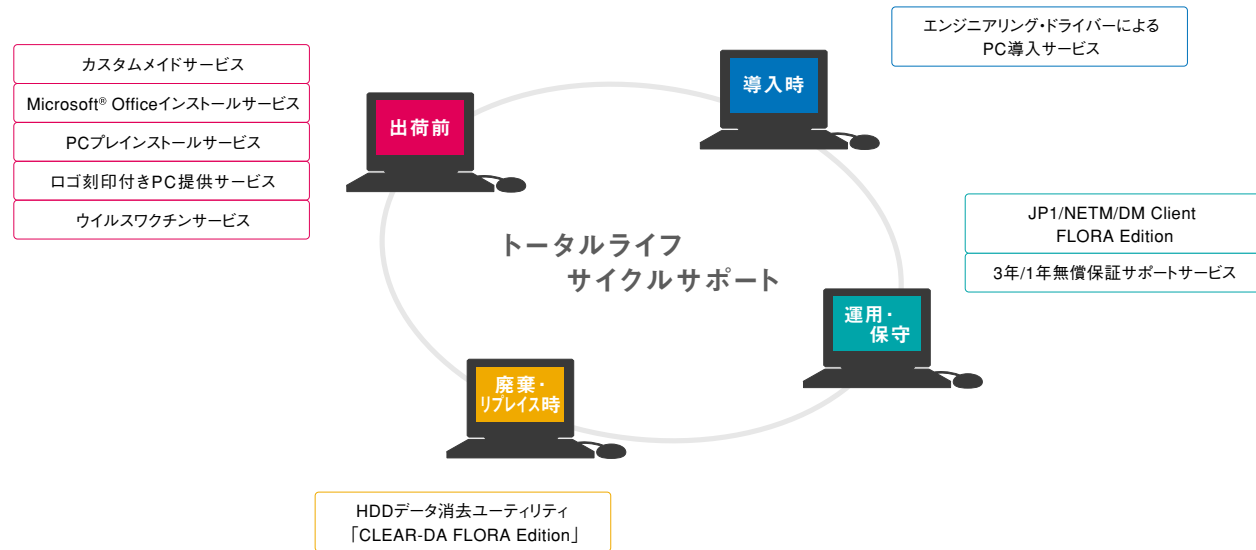 エンジニアリング・ドライバーによる
PC導入サービス
カスタムメイドサービス
Microsoft® Officeインストールサービス
PCプレインストールサービス
ロゴ刻印付きPC提供サービス
ウイルスワクチンサービス
出荷前
導入時
トータルライフ
サイクルサポート
JP1/NETM/DM Client
FLORA Edition
3年/1年無償保証サポートサービス
運用・
保守
廃棄・
リプレイス時
HDDデータ消去ユーティリティ
「CLEAR-DA FLORA Edition」